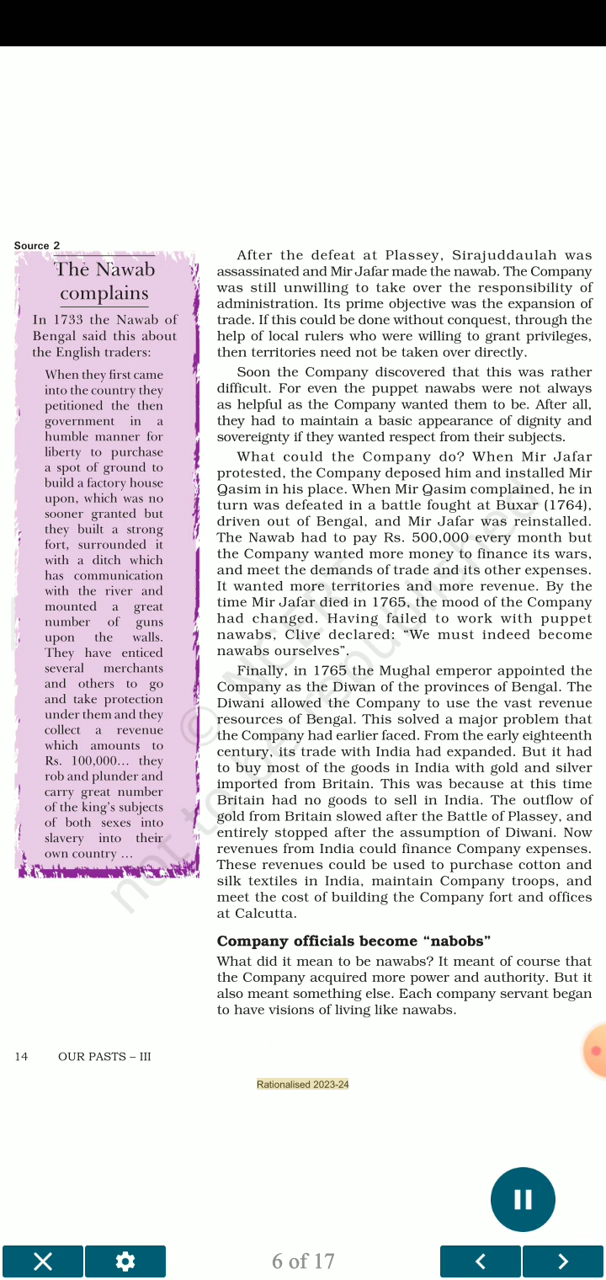 Source 2
The Nawab
complains
In 1733 the Nawab of
Bengal said this about
the English traders:
When they first came
into the country they
petitioned the then
government in a
humble manner for
liberty to purchase
a spot of ground to
build a factory house
upon, which was no
sooner granted but
they built a strong
fort, surrounded it
with a ditch which
has communication
with the river and
mounted a great
number of guns
upon the walls.
They have enticed
several merchants
and others to go
and take protection
under them and they
collect a revenue
which amounts to
Rs. 100,000... they
rob and plunder and
carry great number
of the king's subjects
of both sexes into
slavery into their
own country ...
After the defeat at Plassey, Sirajuddaulah was
assassinated and Mir Jafar made the nawab. The Company
was still unwilling to take over the responsibility of
administration. Its prime objective was the expansion of
trade. If this could be done without conquest, through the
help of local rulers who were willing to grant privileges,
then territories need not be taken over directly.
Soon the Company discovered that this was rather
difficult. For even the puppet nawabs were not always
as helpful as the Company wanted them to be. After all,
they had to maintain a basic appearance of dignity and
sovereignty if they wanted respect from their subjects.
What could the Company do? When Mir Jafar
protested, the Company deposed him and installed Mir
Qasim in his place. When Mir Qasim complained, he in
turn was defeated in a battle fought at Buxar (1764),
driven out of Bengal, and Mir Jafar was reinstalled.
The Nawab had to pay Rs. 500,000 every month but
the Company wanted more money to finance its wars,
and meet the demands of trade and its other expenses.
It wanted more territories and more revenue. By the
time Mir Jafar died in 1765, the mood of the Company
had changed. Having failed to work with puppet
nawabs, Clive declared: “We must indeed become
nawabs ourselves”.
Finally, in 1765 the Mughal emperor appointed the
Company as the Diwan of the provinces of Bengal. The
Diwani allowed the Company to use the vast revenue
resources of Bengal. This solved a major problem that
the Company had earlier faced. From the early eighteenth
century, its trade with India had expanded. But it had
to buy most of the goods in India with gold and silver
imported from Britain. This was because at this time
Britain had no goods to sell in India. The outflow of
gold from Britain slowed after the Battle of Plassey, and
entirely stopped after the assumption of Diwani. Now
revenues from India could finance Company expenses.
These revenues could be used to purchase cotton and
silk textiles in India, maintain Company troops, and
meet the cost of building the Company fort and offices
at Calcutta.
Company officials become “nabobs”
What did it mean to be nawabs? It meant of course that
the Company acquired more power and authority. But it
also meant something else. Each company servant began
to have visions of living like nawabs.
14 OUR PASTS – III
Rationalised 2023-24
© NCERT
not to be republished
6 of 17